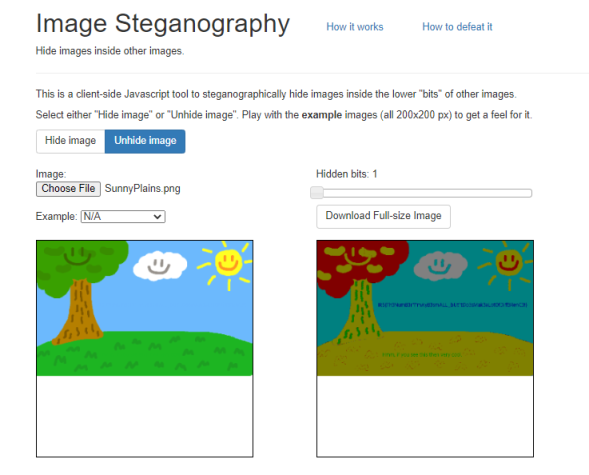 Image Steganography
How it works
How to defeat it
Hide images inside other images.
This is a client-side Javascript tool to steganographically hide images inside the lower "bits" of other images.
Select either "Hide image" or "Unhide image". Play with the example images (all 200x200 px) to get a feel for it.
Hide image
Unhide image
Image:
Choose File SunnyPlains.png
Example: N/A
Hidden bits: 1
Download Full-size Image